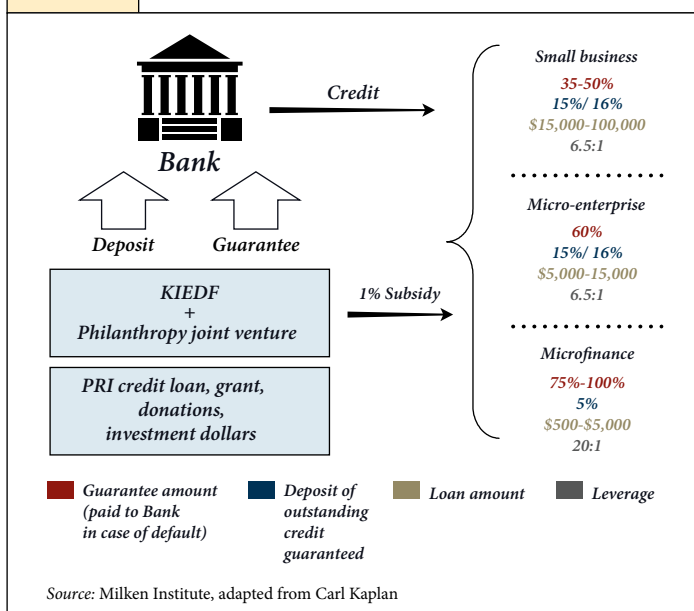 Bank
Credit
Deposit
Guarantee
KIEDF
+
Philanthropy joint venture
1% Subsidy
PRI credit loan, grant,
donations,
investment dollars
Small business
35-50%
15%/ 16%
$15,000-100,000
6.5:1
Micro-enterprise
60%
15%/ 16%
$5,000-15,000
6.5:1
Microfinance
75%-100%
5%
$500-$5,000
20:1
Guarantee amount
(paid to Bank
in case of default)
Deposit of
outstanding
credit
guaranteed
Loan amount
Leverage
Source: Milken Institute, adapted from Carl Kaplan